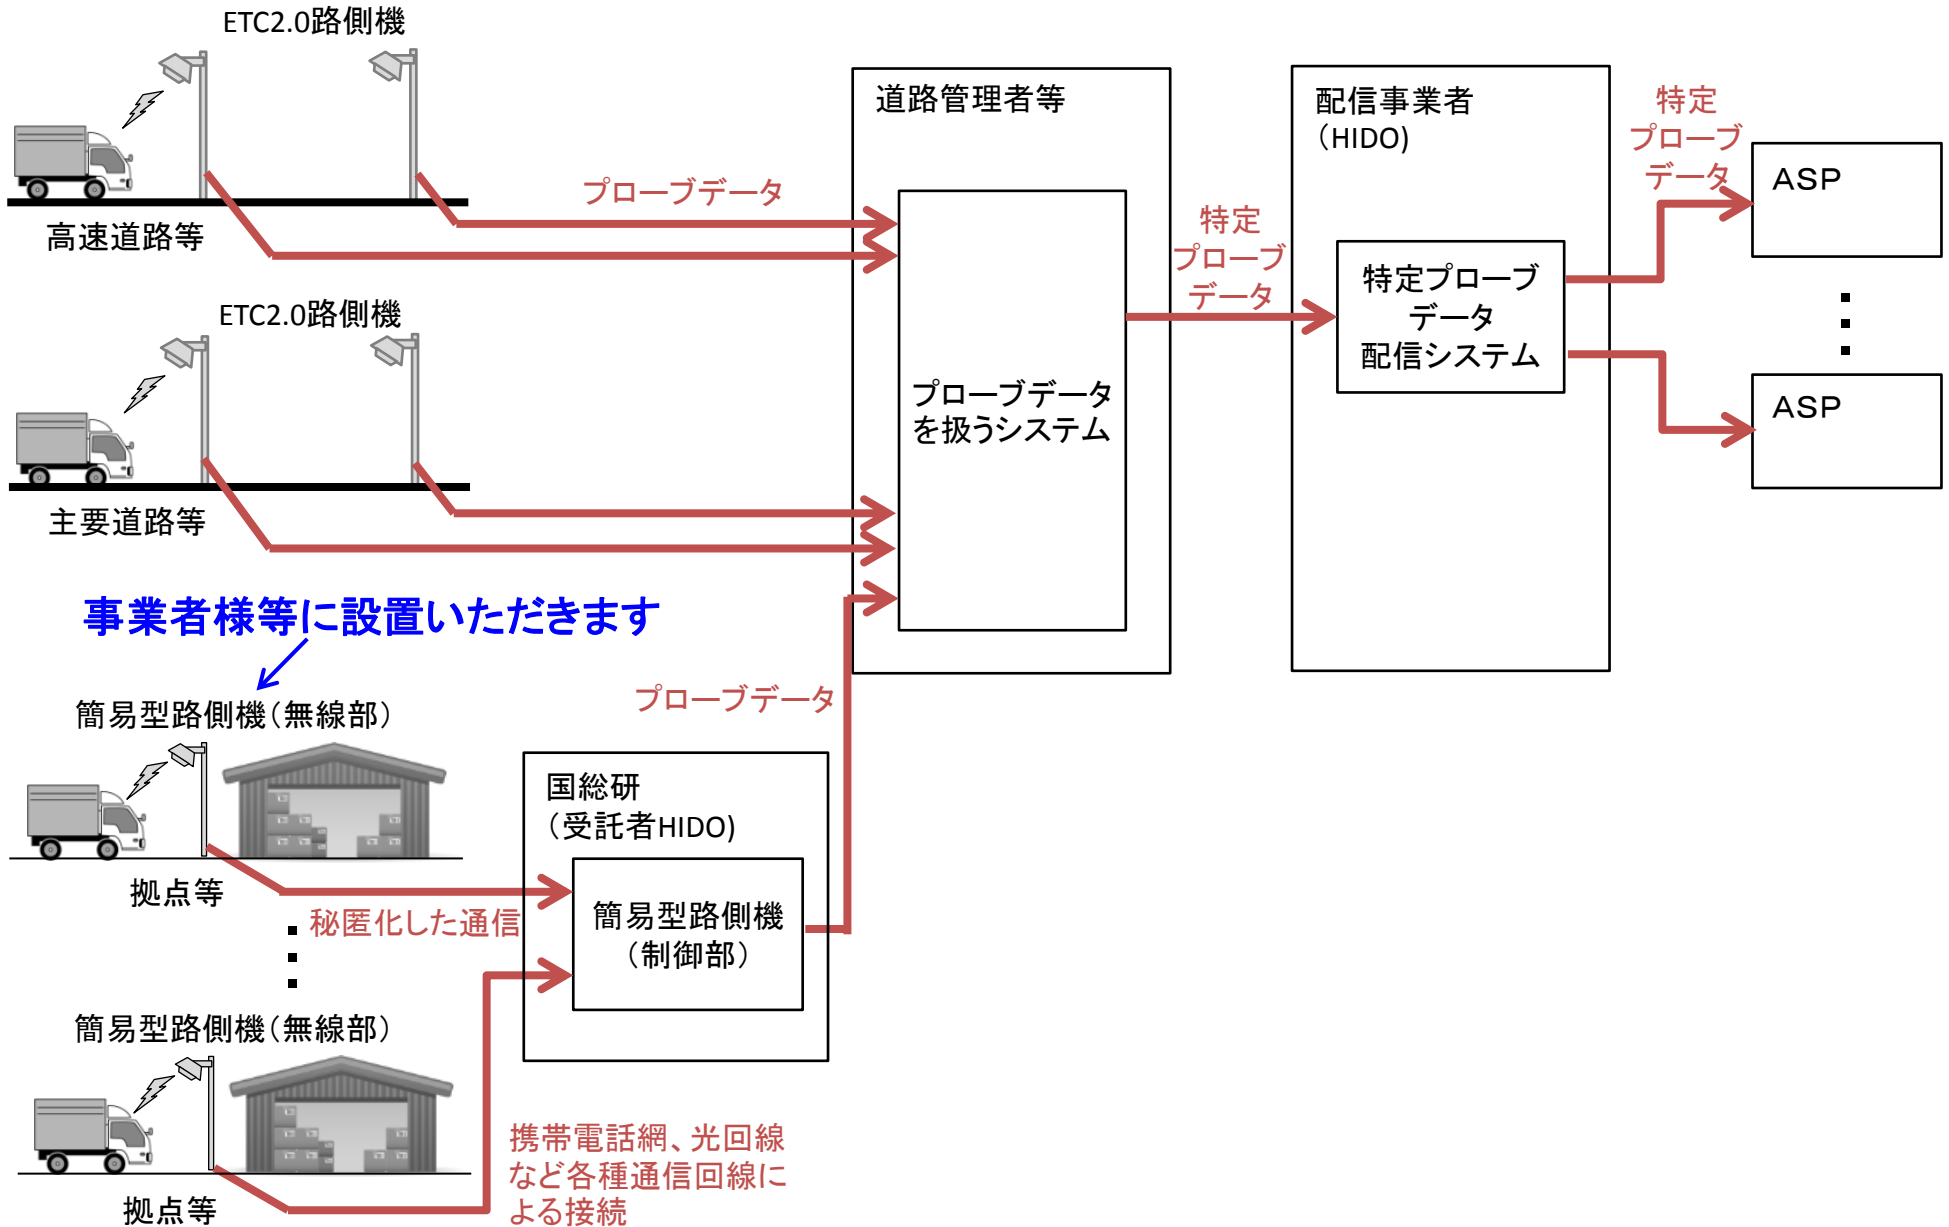 ETC2.0路側機
高速道路等
プローブデータ
ETC2.0路側機
主要道路等
道路管理者等
プローブデータ
を扱うシステム
特定
プローブ
データ
配信事業者
（HIDO)
特定プローブ
データ
配信システム
特定
プローブ
データ
ASP
ASP
事業者様等に設置いただきます
簡易型路側機（無線部）
拠点等
秘匿化した通信
プローブデータ
国総研
（受託者HIDO)
簡易型路側機
（制御部）
簡易型路側機（無線部）
拠点等
携帯電話網、光回線
など各種通信回線に
よる接続